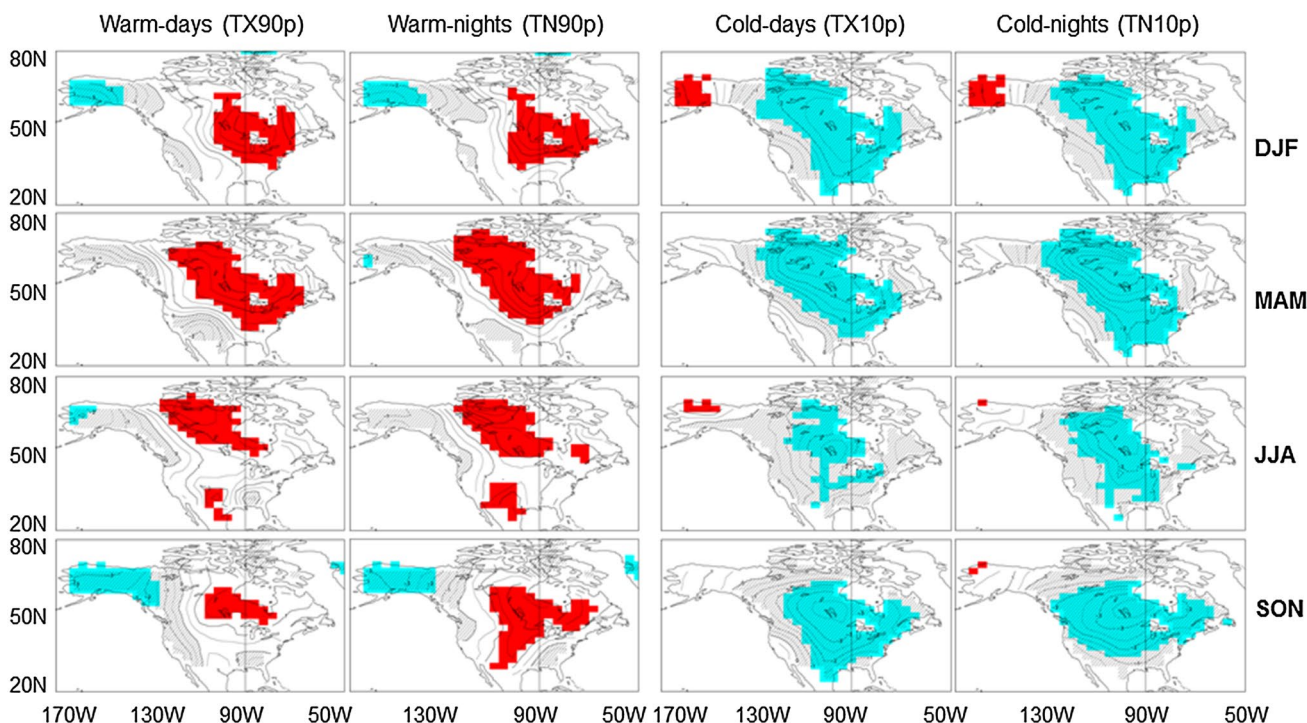 Warm-days (TX90p) Warm-nights (TN90p) Cold-days (TX10p) Cold-nights (TN10p)
80N
50N
20N
DJF
80N
50N
20N
MAM
80N
50N
20N
JJA
80N
50N
20N
SON
170W 130W 90W 50W 130W 90W 50W 170W 130W 90W 50W 130W 90W 50W